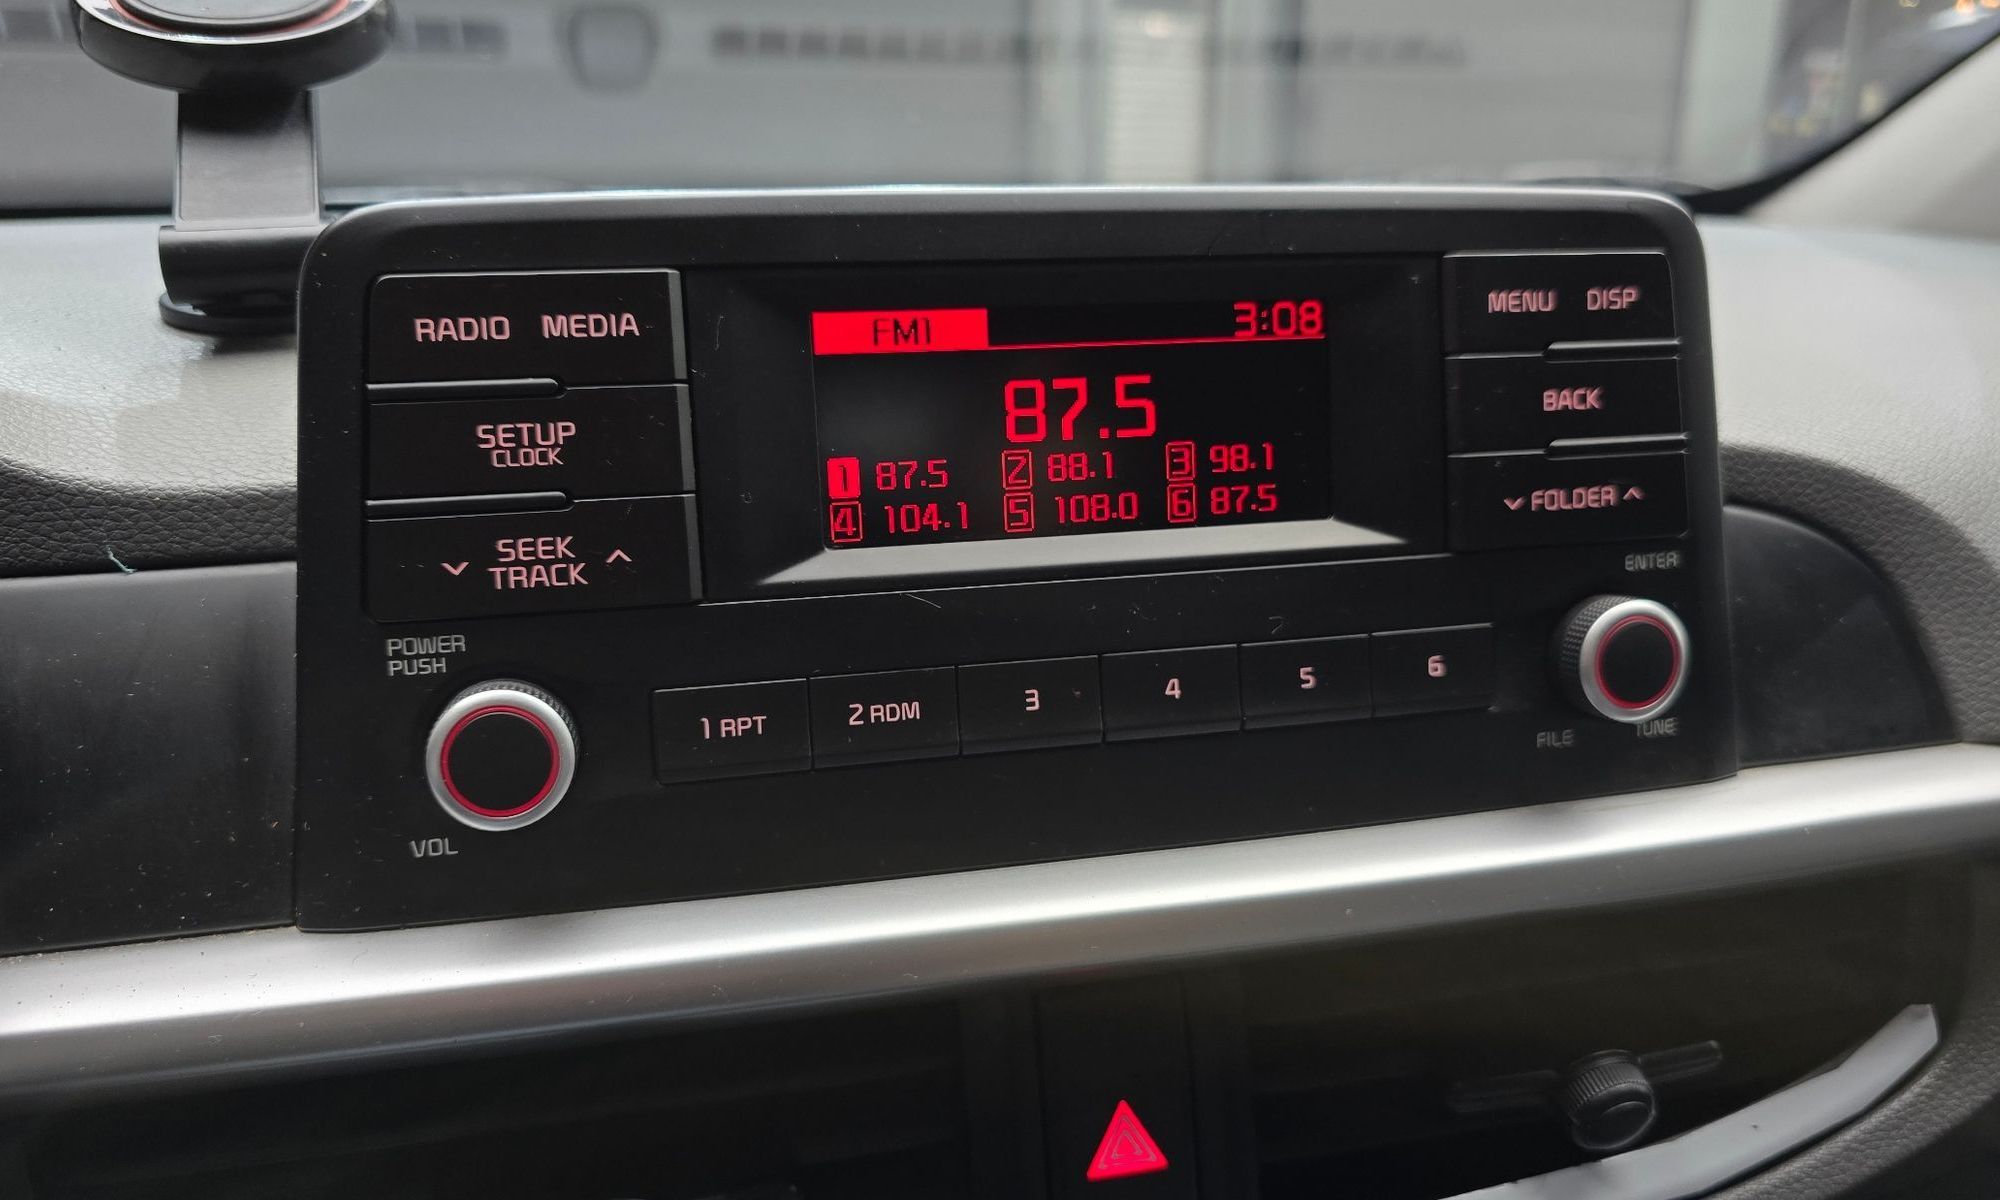 RADIO MEDIA
SETUP
CLOCK
SEEK
TRACK
POWER
PUSH
VOL
FM1 3:08
87.5
1 87.5 2 88.1 3 98.1
4 104.1 5 108.0 6 87.5
1 RPT 2 RDM 3 4 5 6
MENU DISP
BACK
FOLDER
ENTER
FILE TUNE